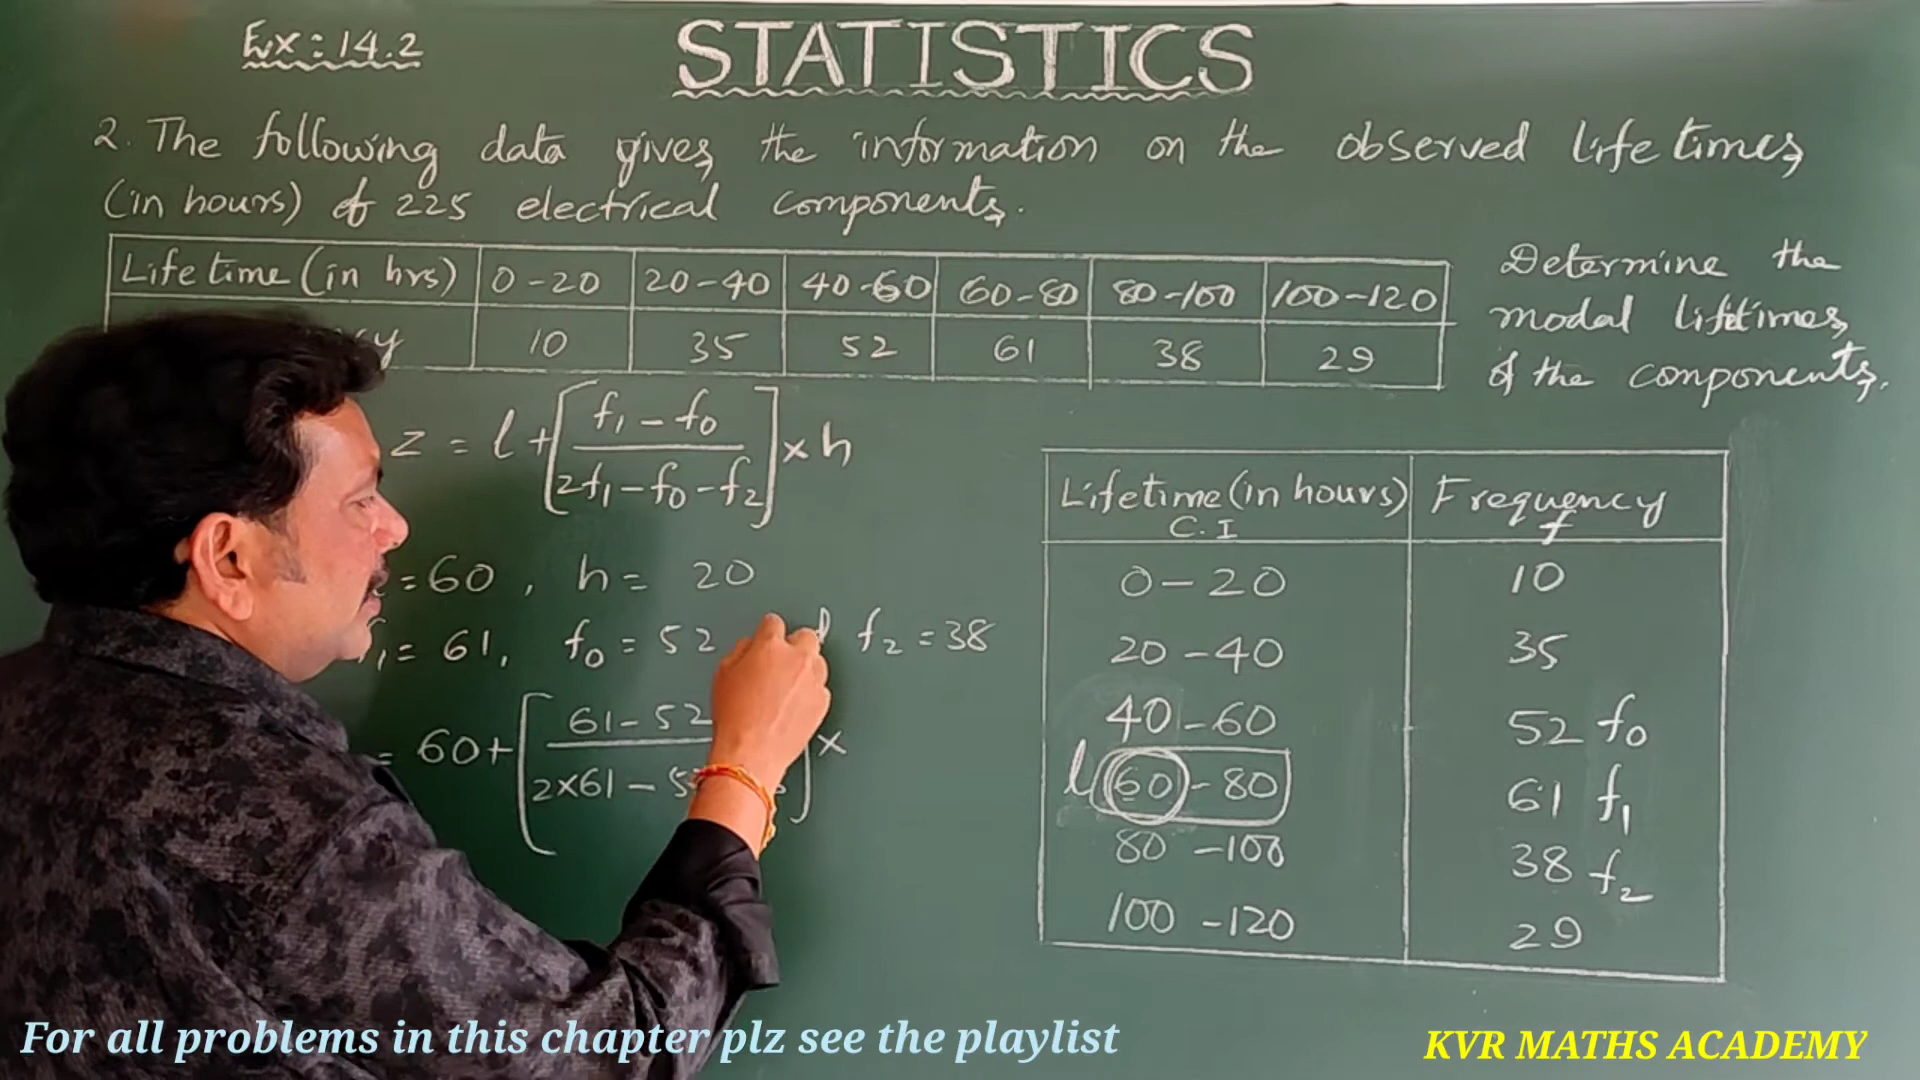 Ex: 14.2
STATISTICS
2. The following data gives the information on the observed lifetimes
(in hours) of 225 electrical components.
Life time (in hrs) 0-20 20-40 40-60 60-80 80-100 100-120
y 10 35 52 61 38 29
Determine the
modal lifetimes
of the components.
z = l + [ f₁ - f₀ / 2f₁ - f₀ - f₂ ] × h
= 60, h = 20
f₁ = 61, f₀ = 52 f₂ = 38
= 60 + [ 61 - 52 / 2×61 - 5 ] ×
Lifetime (in hours) C.I Frequency f
0-20 10
20-40 35
40-60 52 f₀
l 60-80 61 f₁
80-100 38 f₂
100-120 29
For all problems in this chapter plz see the playlist
KVR MATHS ACADEMY